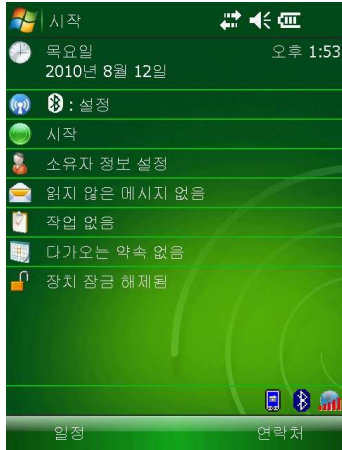 시작
목요일 오후 1:53
2010년 8월 12일
: 설정
시작
소유자 정보 설정
읽지 않은 메시지 없음
작업 없음
다가오는 약속 없음
장치 잠금 해제됨
일정 연락처